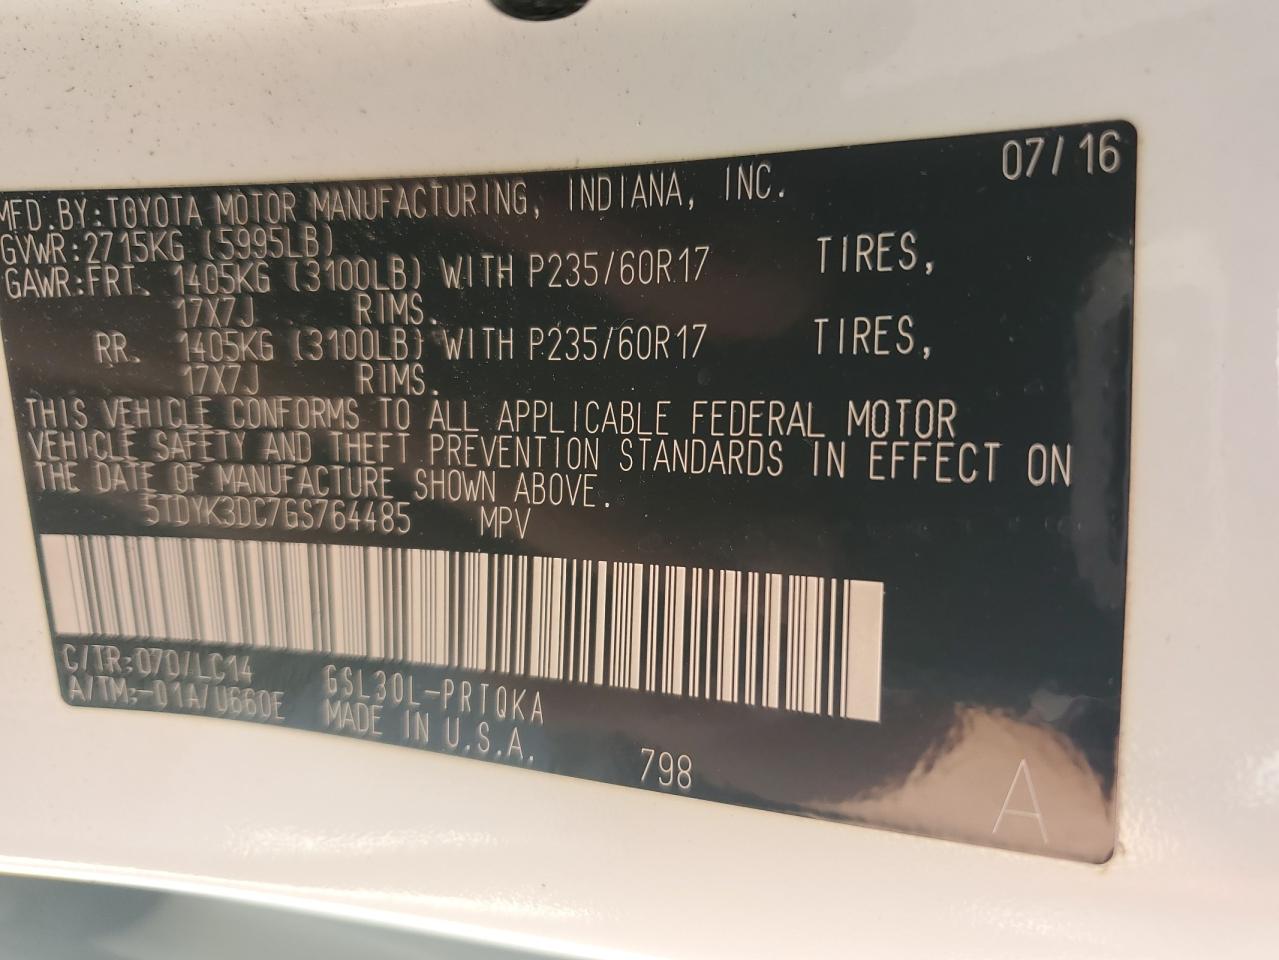 07/16
MFD.BY:TOYOTA MOTOR MANUFACTURING, INDIANA, INC.
GVWR:2715KG (5995LB)
GAWR:FRT. 1405KG (3100LB) WITH P235/60R17 TIRES,
17X7J RIMS.
RR. 1405KG (3100LB) WITH P235/60R17 TIRES,
17X7J RIMS.
THIS VEHICLE CONFORMS TO ALL APPLICABLE FEDERAL MOTOR
VEHICLE SAFETY AND THEFT PREVENTION STANDARDS IN EFFECT ON
THE DATE OF MANUFACTURE SHOWN ABOVE.
5TDYK3DC7GS764485 MPV
C/TR:070/LC14 GSL30L-PRTQKA
A/TM:-01A/U660E MADE IN U.S.A.
798
A